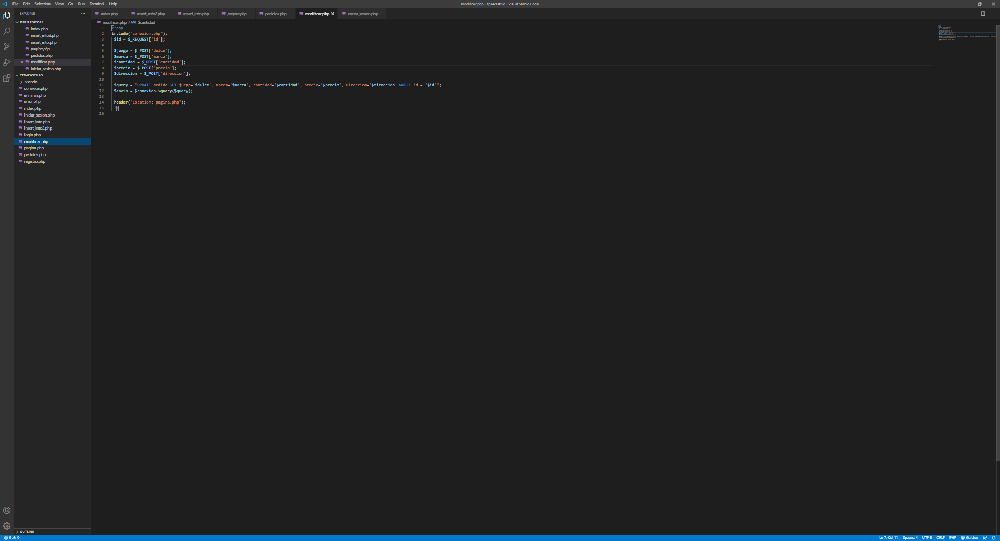 File Edit Selection View Go Run Terminal Help
modificar.php - tp14castillo - Visual Studio Code
EXPLORER
OPEN EDITORS
index.php
insert_into2.php
insert_into.php
pagina.php
pedidos.php
modificar.php
iniciar_sesion.php
TP14CASTILLO
.vscode
conexion.php
eliminar.php
error.php
index.php
iniciar_sesion.php
insert_into.php
insert_into2.php
login.php
modificar.php
pagina.php
pedidos.php
registro.php
OUTLINE
index.php insert_into2.php insert_into.php pagina.php pedidos.php modificar.php iniciar_sesion.php
modificar.php > $cantidad
1 <?php
2 include("conexion.php");
3 $id = $_REQUEST['id'];
4
5 $juego = $_POST['dulce'];
6 $marca = $_POST['marca'];
7 $cantidad = $_POST['cantidad'];
8 $precio = $_POST['precio'];
9 $direccion = $_POST['direccion'];
10
11 $query = "UPDATE pedido SET juego='$dulce', marca='$marca', cantidad='$cantidad', precio='$precio', Direccion='$direccion' WHERE id = '$id'";
12 $envio = $conexion->query($query);
13
14 header("Location: pagina.php");
15 ?>
16
0 0
Ln 7, Col 11 Spaces: 4 UTF-8 CRLF PHP Go Live